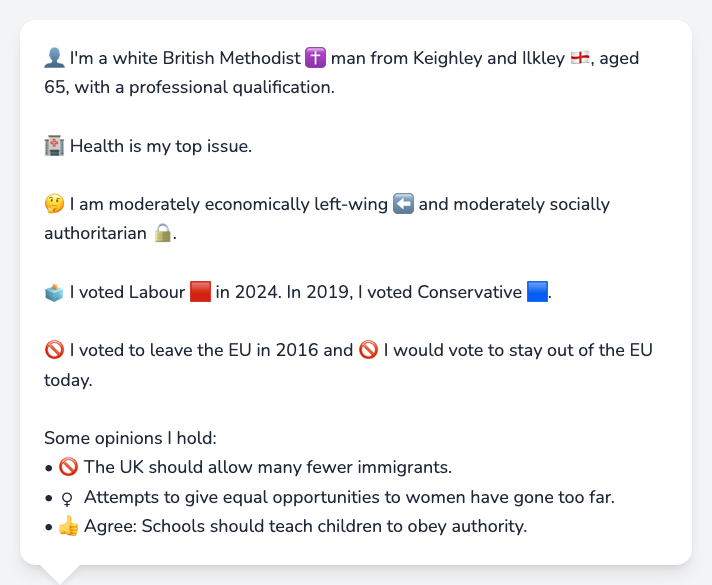 👤 I'm a white British Methodist ✝️ man from Keighley and Ilkley 🏴󠁧󠁢󠁥󠁮󠁧󠁿, aged
65, with a professional qualification.
🏥 Health is my top issue.
🤔 I am moderately economically left-wing ⬅️ and moderately socially
authoritarian 🔒.
🗳️ I voted Labour 🟥 in 2024. In 2019, I voted Conservative 🟦.
🚫 I voted to leave the EU in 2016 and 🚫 I would vote to stay out of the EU
today.
Some opinions I hold:
• 🚫 The UK should allow many fewer immigrants.
• ♀ Attempts to give equal opportunities to women have gone too far.
• 👍 Agree: Schools should teach children to obey authority.